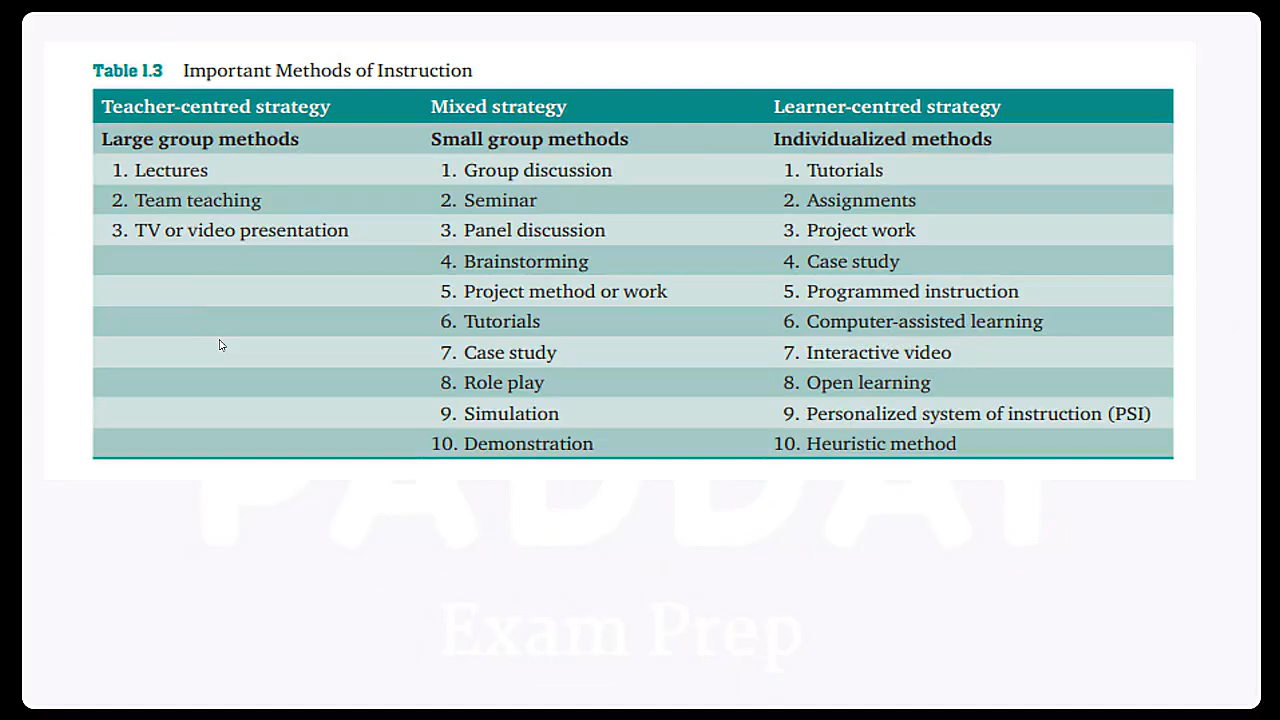 Table 1.3 Important Methods of Instruction
Teacher-centred strategy Mixed strategy Learner-centred strategy
Large group methods Small group methods Individualized methods
1. Lectures 1. Group discussion 1. Tutorials
2. Team teaching 2. Seminar 2. Assignments
3. TV or video presentation 3. Panel discussion 3. Project work
4. Brainstorming 4. Case study
5. Project method or work 5. Programmed instruction
6. Tutorials 6. Computer-assisted learning
7. Case study 7. Interactive video
8. Role play 8. Open learning
9. Simulation 9. Personalized system of instruction (PSI)
10. Demonstration 10. Heuristic method
Exam Prep